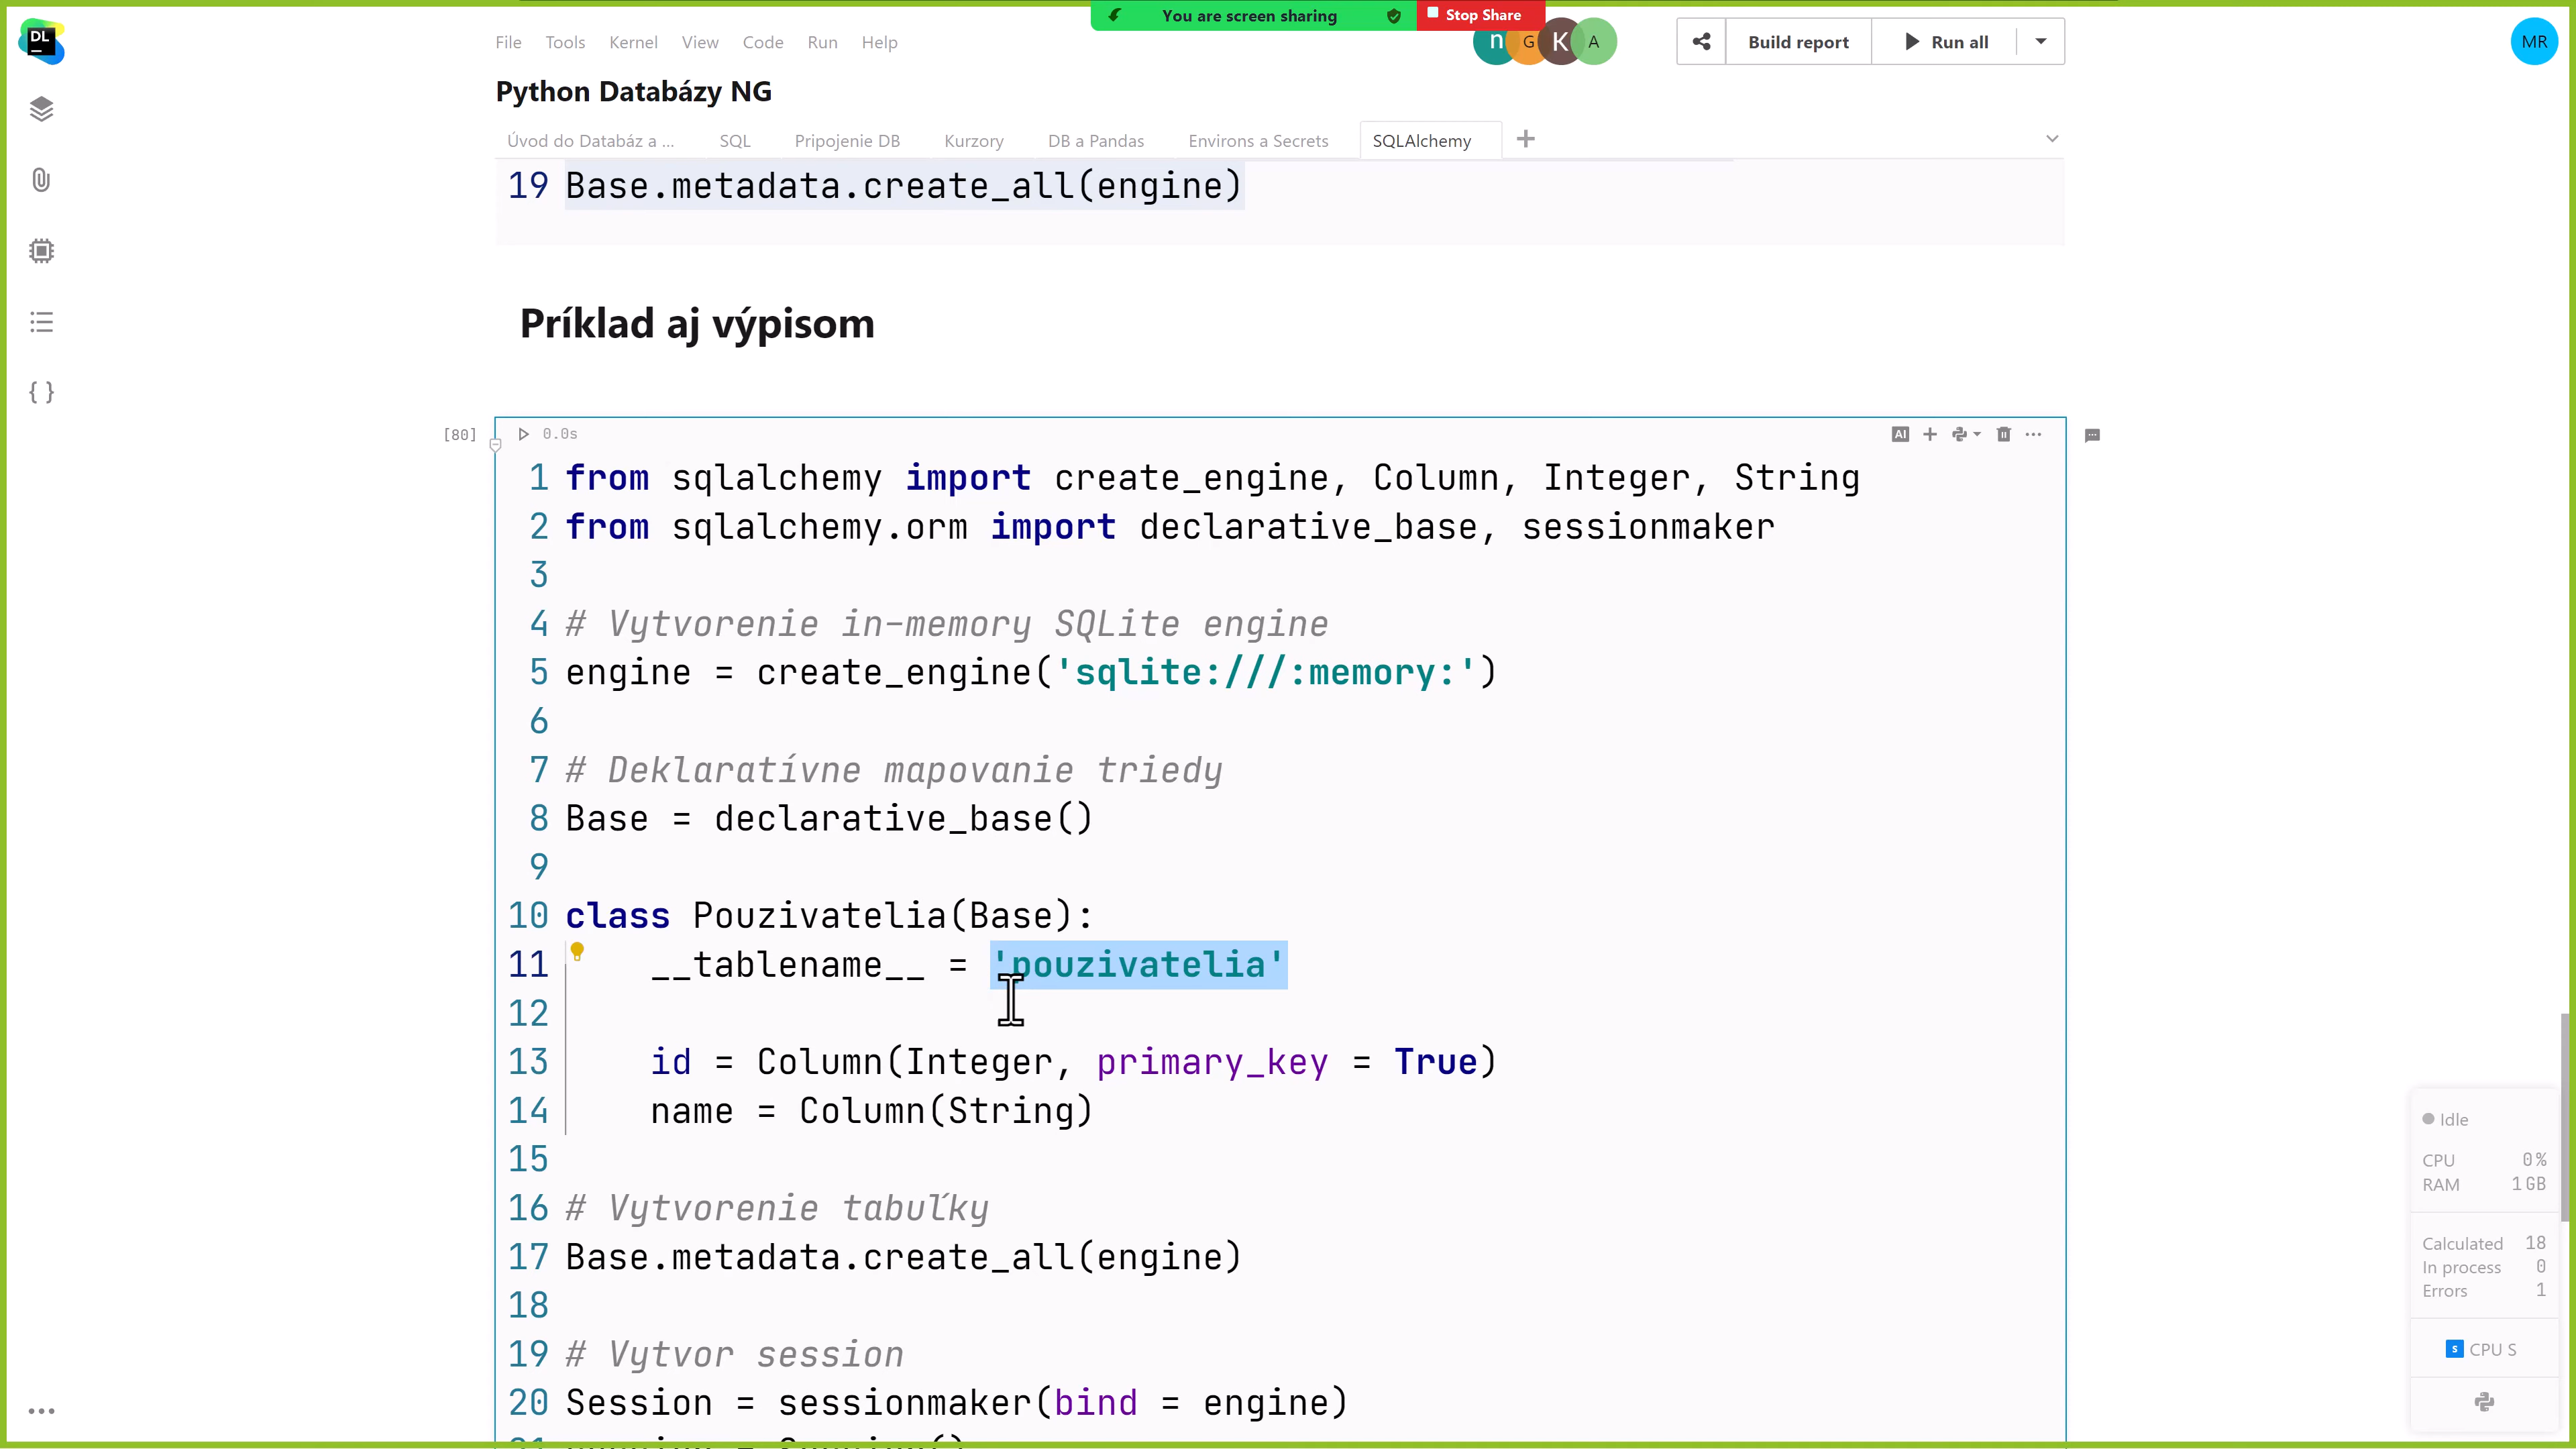 You are screen sharing
Stop Share
DL
File Tools Kernel View Code Run Help
n G K A
Build report
Run all
MR
Python Databázy NG
Úvod do Databáz a ... SQL Pripojenie DB Kurzory DB a Pandas Environs a Secrets SQLAlchemy
19 Base.metadata.create_all(engine)
Príklad aj výpisom
[80] 0.0s
AI
1 from sqlalchemy import create_engine, Column, Integer, String
2 from sqlalchemy.orm import declarative_base, sessionmaker
3
4 # Vytvorenie in-memory SQLite engine
5 engine = create_engine('sqlite:///:memory:')
6
7 # Deklaratívne mapovanie triedy
8 Base = declarative_base()
9
10 class Pouzivatelia(Base):
11 __tablename__ = 'pouzivatelia'
12
13 id = Column(Integer, primary_key = True)
14 name = Column(String)
15
16 # Vytvorenie tabuľky
17 Base.metadata.create_all(engine)
18
19 # Vytvor session
20 Session = sessionmaker(bind = engine)
Idle
CPU 0%
RAM 1 GB
Calculated 18
In process 0
Errors 1
S CPU S